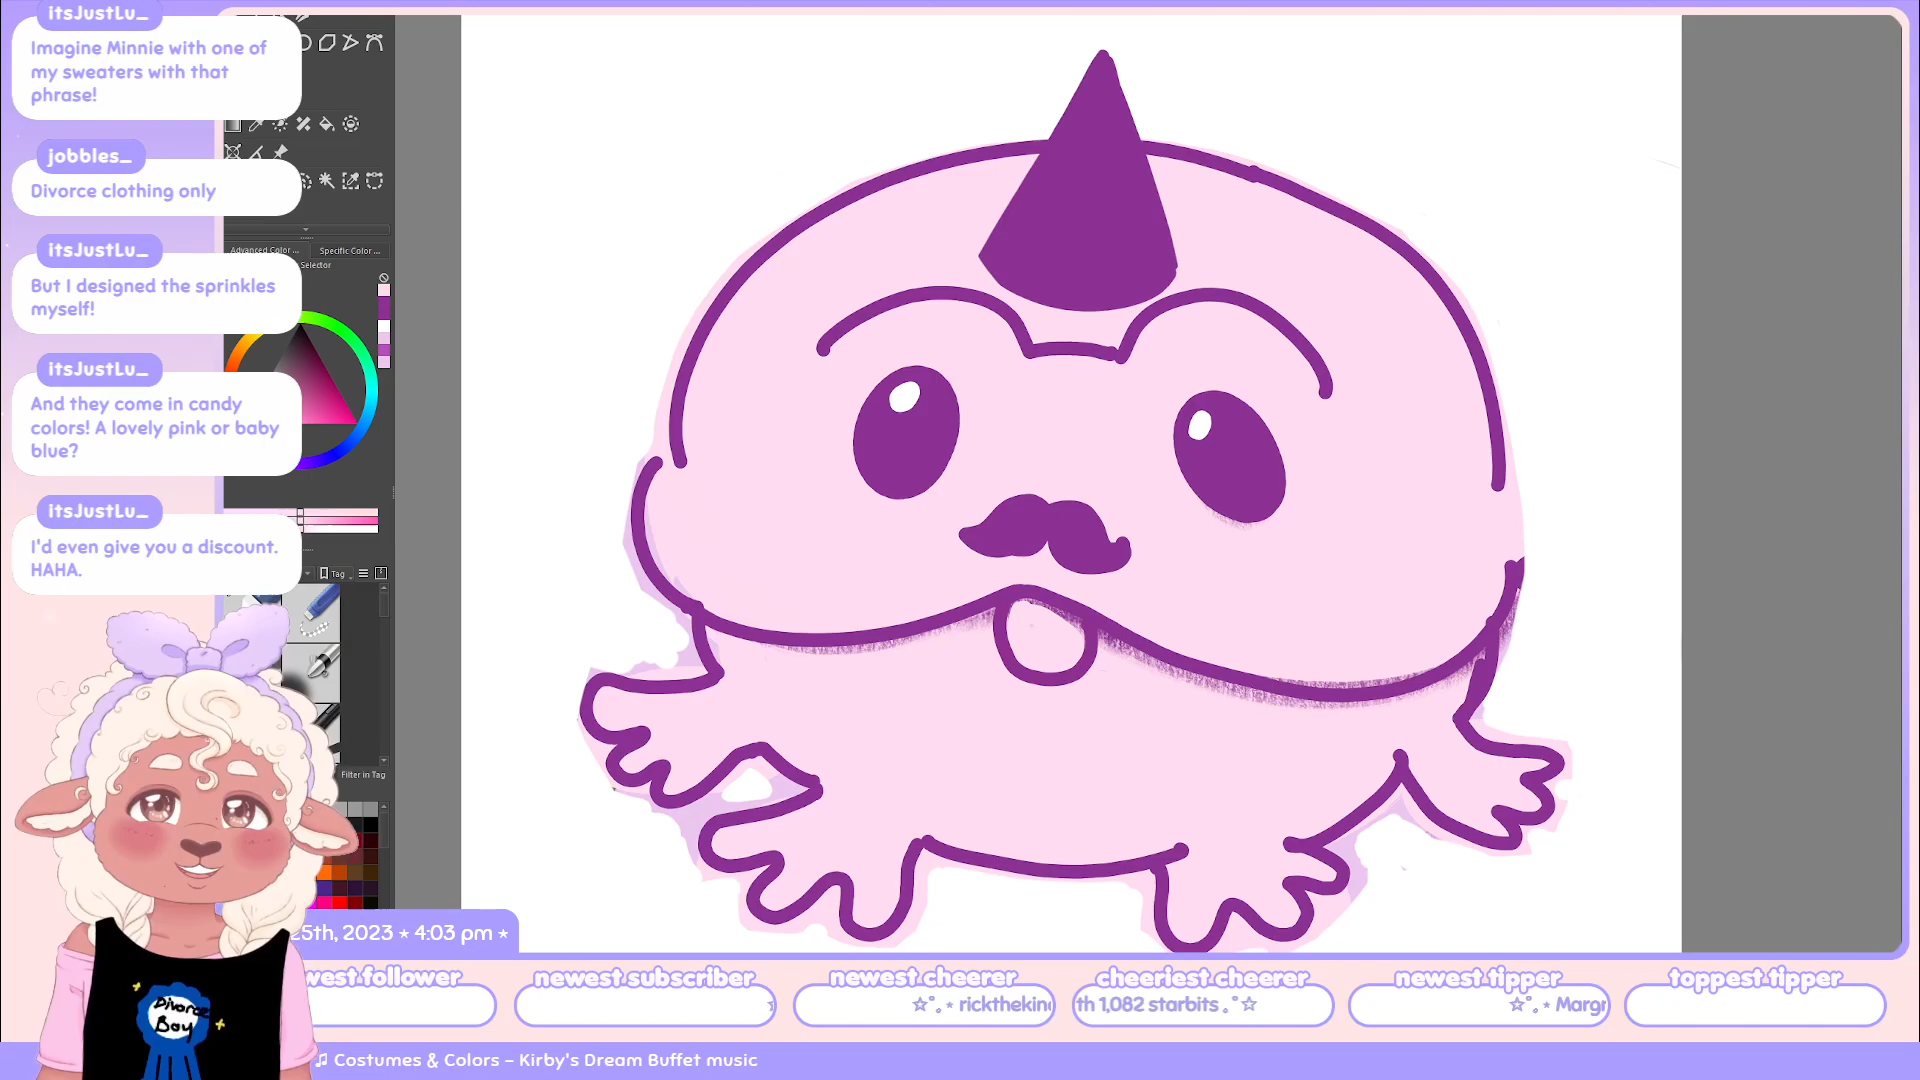 itsJustLu_
Imagine Minnie with one of
my sweaters with that
phrase!
jobbles_
Divorce clothing only
itsJustLu_
But I designed the sprinkles
myself!
itsJustLu_
And they come in candy
colors! A lovely pink or baby
blue?
itsJustLu_
I'd even give you a discount.
HAHA.
Advanced Color ... Specific Color ...
Selector
Tag
Filter in Tag
Divorce
Boy
25th, 2023 ⋆ 4:03 pm ⋆
west follower
newest subscriber
newest cheerer
☆˚. ⋆ ricktheking
cheeriest cheerer
th 1,082 starbits . ˚☆
newest tipper
☆˚. ⋆ Margr
toppest tipper
♫ Costumes & Colors - Kirby's Dream Buffet music